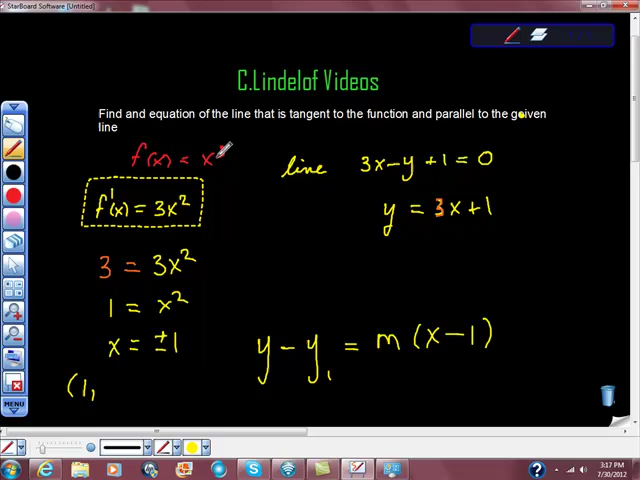 StarBoard Software [Untitled]
C.Lindelof Videos
Find and equation of the line that is tangent to the function and parallel to the goiven
line
f(x) = x
line 3x-y+1=0
f'(x) = 3x²
y = 3x+1
3 = 3x²
1 = x²
x = ±1
y - y₁ = m(x-1)
(1,
MENU
3:17 PM
7/30/2012